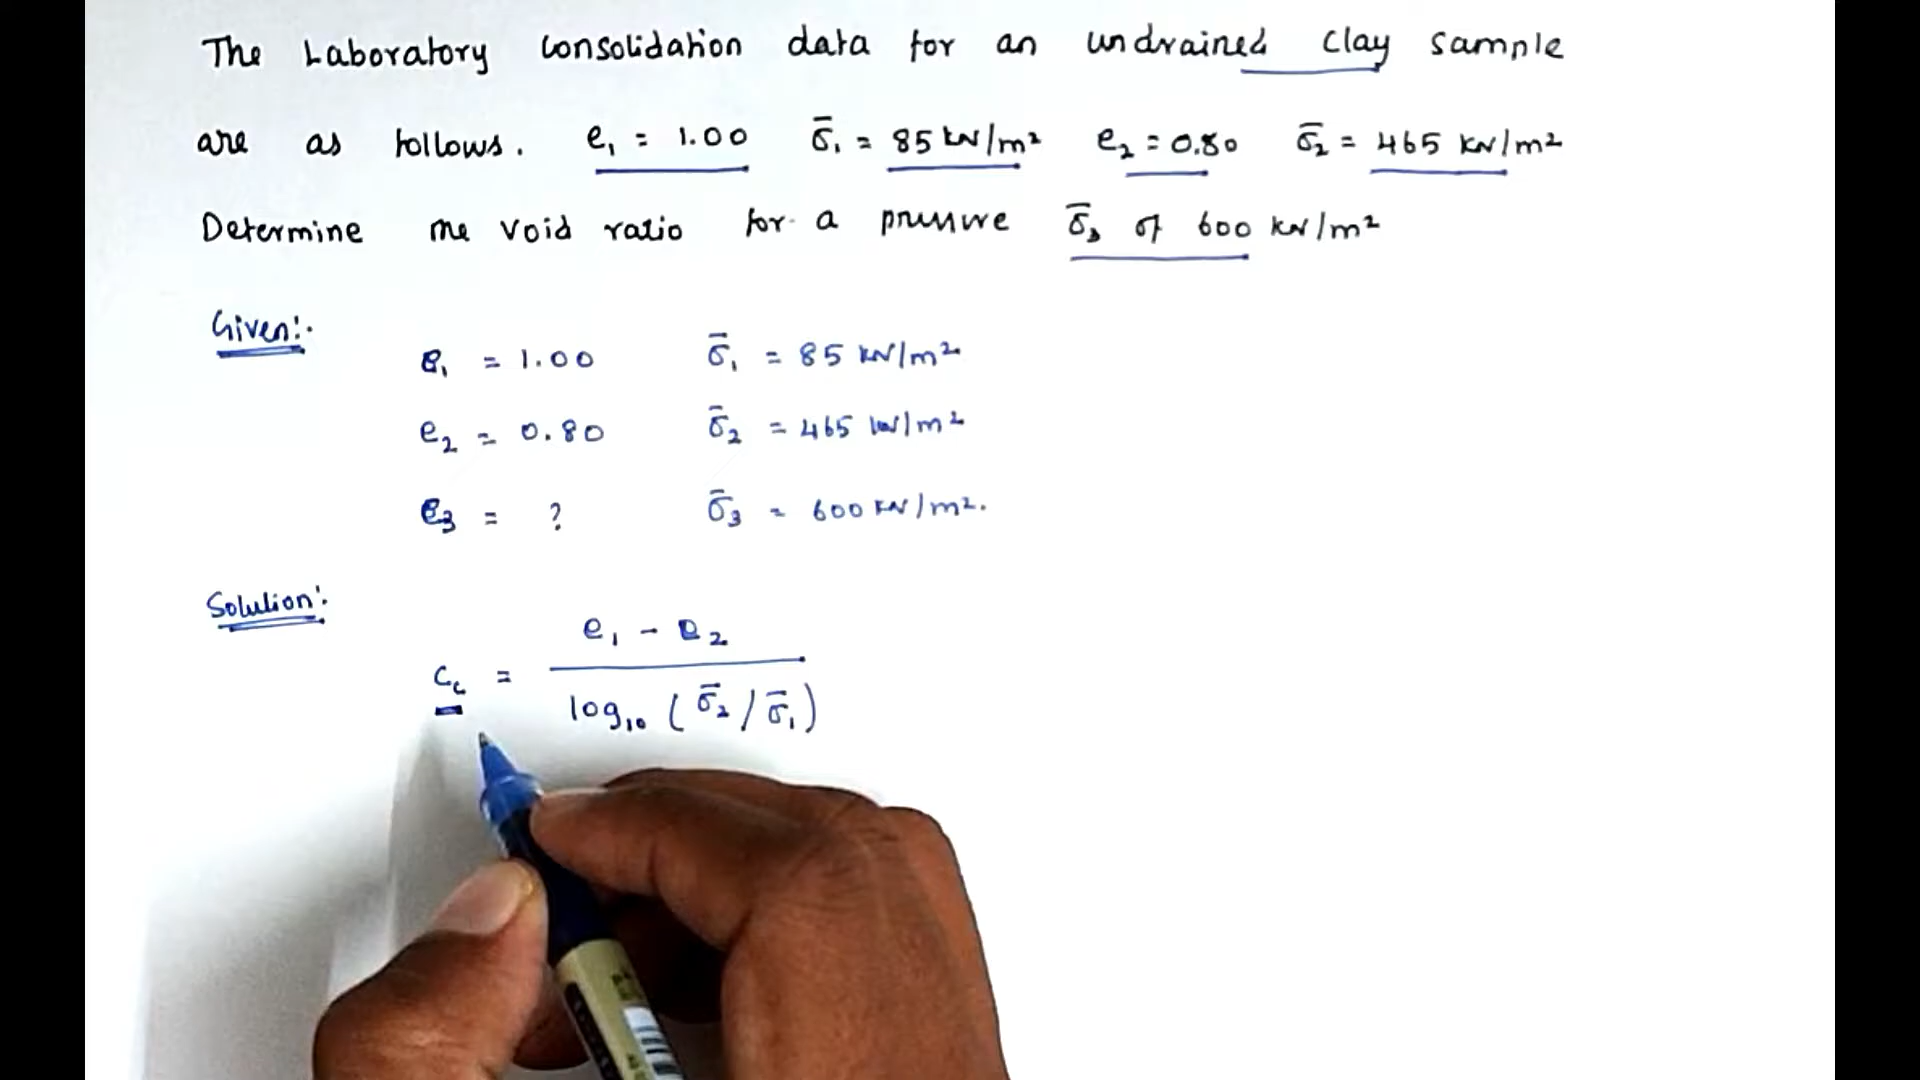 The Laboratory consolidation data for an undrained clay sample
are as follows. e₁ = 1.00 σ̄₁ = 85 kN/m² e₂ = 0.80 σ̄₂ = 465 kN/m²
Determine the void ratio for a pressure σ̄₃ of 600 kN/m²
Given:-
e₁ = 1.00 σ̄₁ = 85 kN/m²
e₂ = 0.80 σ̄₂ = 465 kN/m²
e₃ = ? σ̄₃ = 600 kN/m².
Solution:
e₁ - e₂
C_c =
log₁₀ (σ̄₂/σ̄₁)